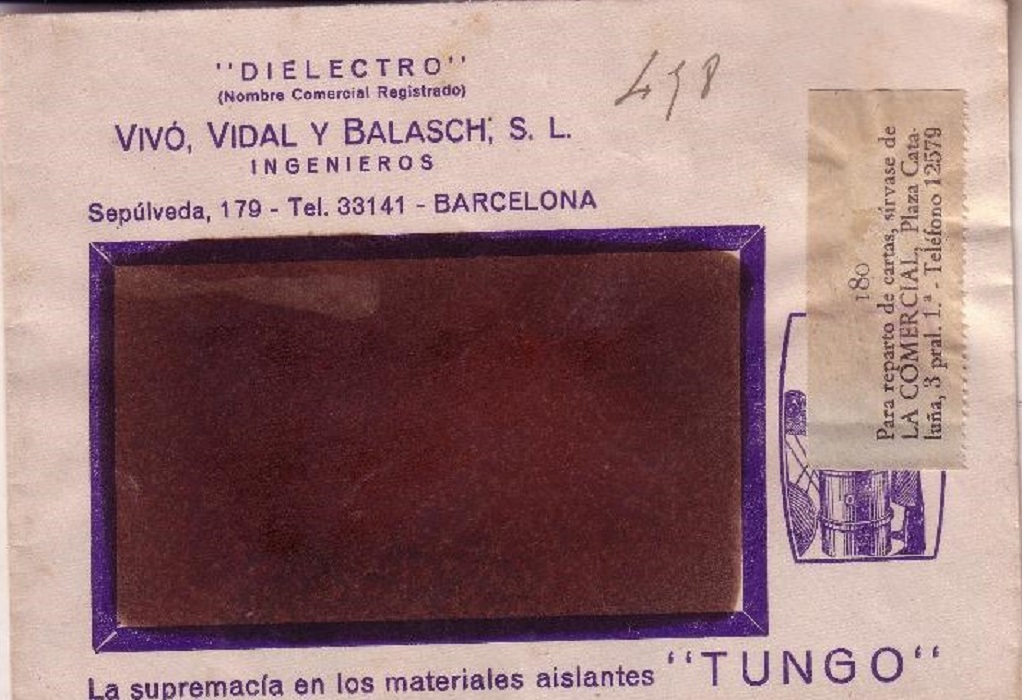 ''DIELECTRO''
(Nombre Comercial Registrado)
VIVÓ, VIDAL Y BALASCH, S. L.
INGENIEROS
Sepúlveda, 179 - Tel. 33141 - BARCELONA
498
180
Para reparto de cartas, sírvase de
LA COMERCIAL, Plaza Cata-
luña, 3 pral. 1.ª - Teléfono 12579
La supremacía en los materiales aislantes "TUNGO"